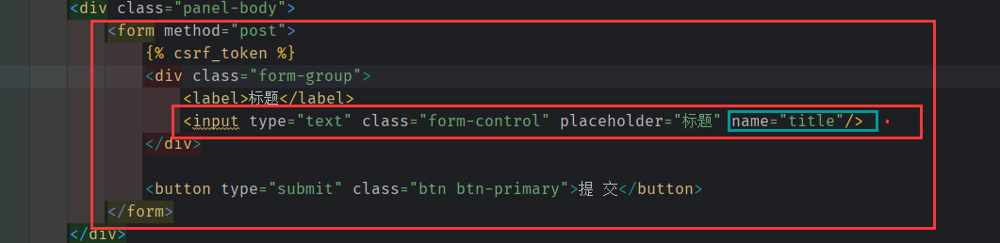 <div class="panel-body">
<form method="post">
{% csrf_token %}
<div class="form-group">
<label>标题</label>
<input type="text" class="form-control" placeholder="标题" name="title"/>
</div>
<button type="submit" class="btn btn-primary">提 交</button>
</form>
</div>